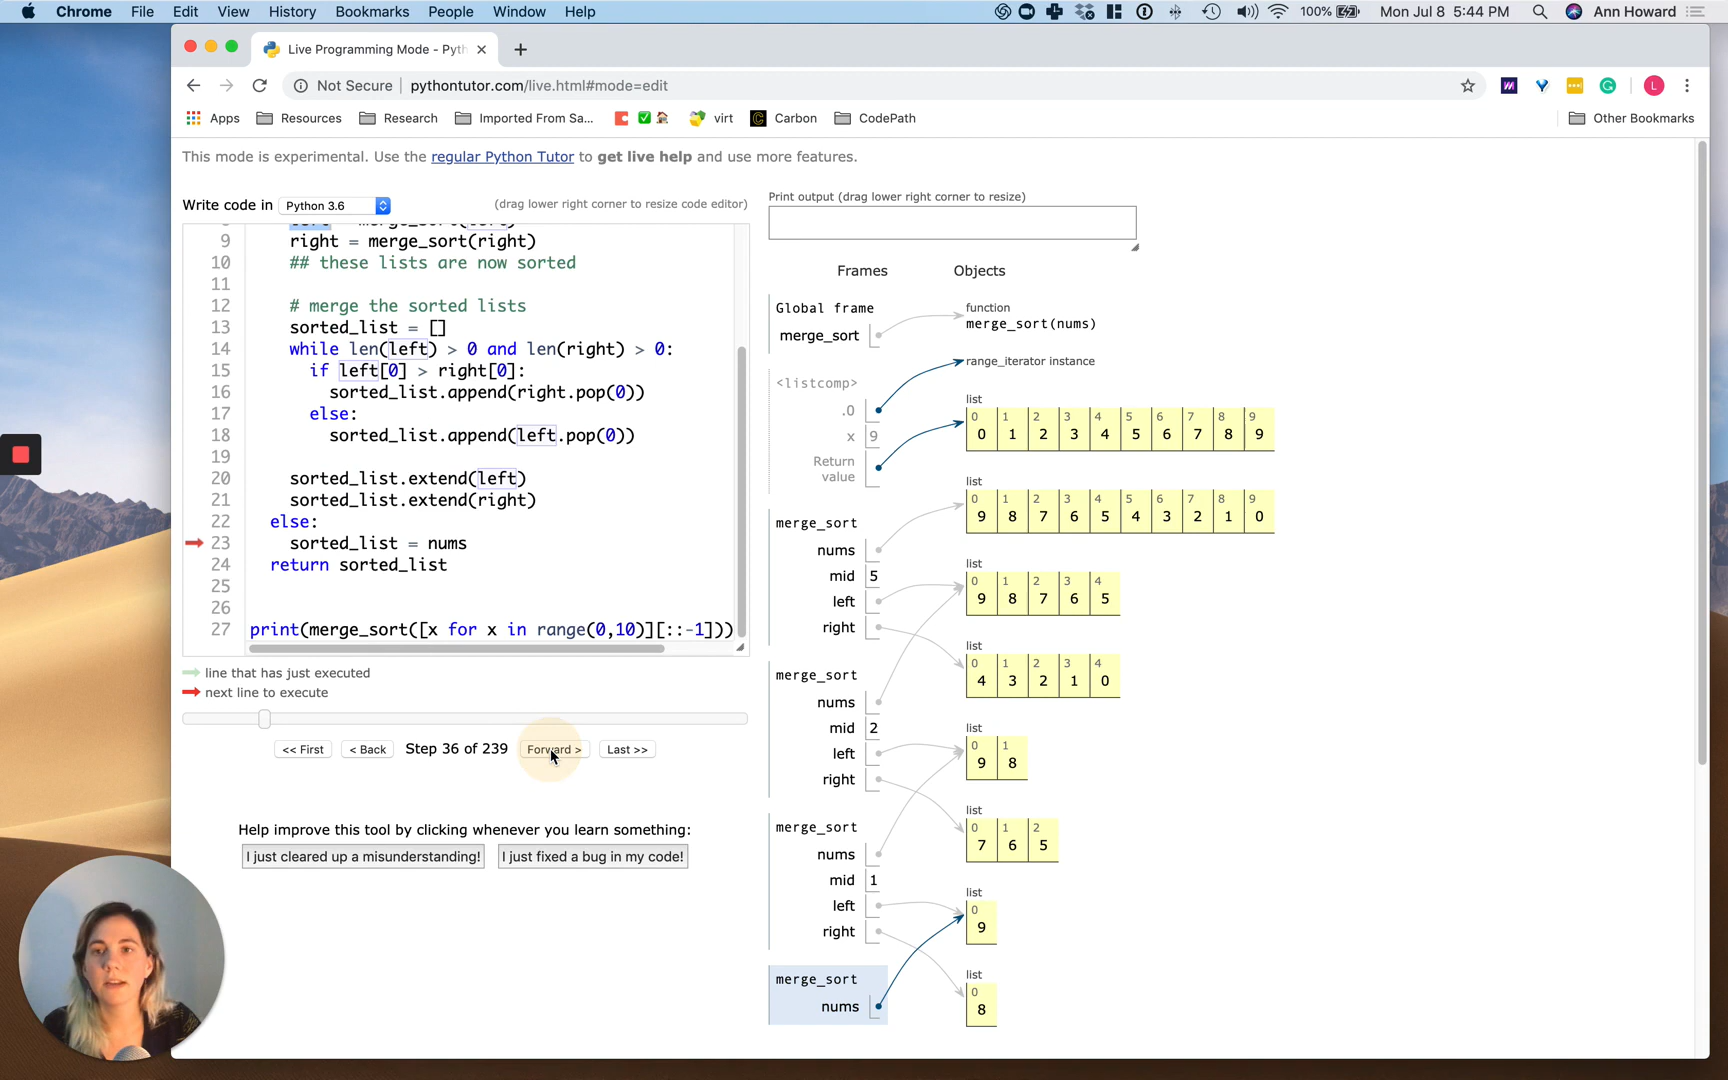 Chrome File Edit View History Bookmarks People Window Help 100% Mon Jul 8 5:44 PM Ann Howard
Live Programming Mode - Pyth
Not Secure | pythontutor.com/live.html#mode=edit
Apps Resources Research Imported From Sa... virt Carbon CodePath Other Bookmarks
This mode is experimental. Use the regular Python Tutor to get live help and use more features.
Write code in Python 3.6 (drag lower right corner to resize code editor)
9 right = merge_sort(right)
10 ## these lists are now sorted
11
12 # merge the sorted lists
13 sorted_list = []
14 while len(left) > 0 and len(right) > 0:
15 if left[0] > right[0]:
16 sorted_list.append(right.pop(0))
17 else:
18 sorted_list.append(left.pop(0))
19
20 sorted_list.extend(left)
21 sorted_list.extend(right)
22 else:
23 sorted_list = nums
24 return sorted_list
25
26
27 print(merge_sort([x for x in range(0,10)][::-1]))
line that has just executed
next line to execute
<< First < Back Step 36 of 239 Forward > Last >>
Help improve this tool by clicking whenever you learn something:
I just cleared up a misunderstanding! I just fixed a bug in my code!
Print output (drag lower right corner to resize)
Frames Objects
Global frame
merge_sort
function
merge_sort(nums)
range_iterator instance
<listcomp>
.0
x 9
Return
value
list
0 1 2 3 4 5 6 7 8 9
0 1 2 3 4 5 6 7 8 9
list
0 1 2 3 4 5 6 7 8 9
9 8 7 6 5 4 3 2 1 0
merge_sort
nums
mid 5
left
right
list
0 1 2 3 4
9 8 7 6 5
list
0 1 2 3 4
4 3 2 1 0
merge_sort
nums
mid 2
left
right
list
0 1
9 8
list
0 1 2
7 6 5
merge_sort
nums
mid 1
left
right
list
0
9
merge_sort
nums
list
0
8